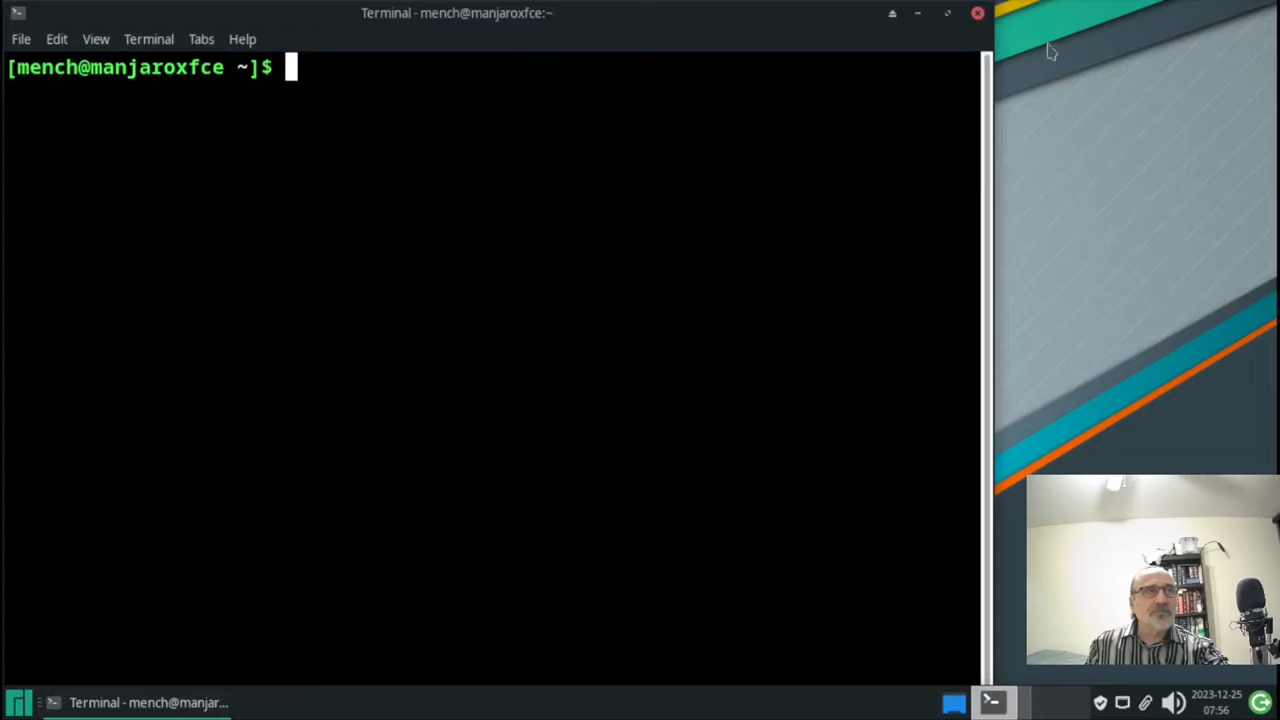 Terminal - mench@manjaroxfce:~
File Edit View Terminal Tabs Help
[mench@manjaroxfce ~]$
Terminal - mench@manjar...
2023-12-25
07:56